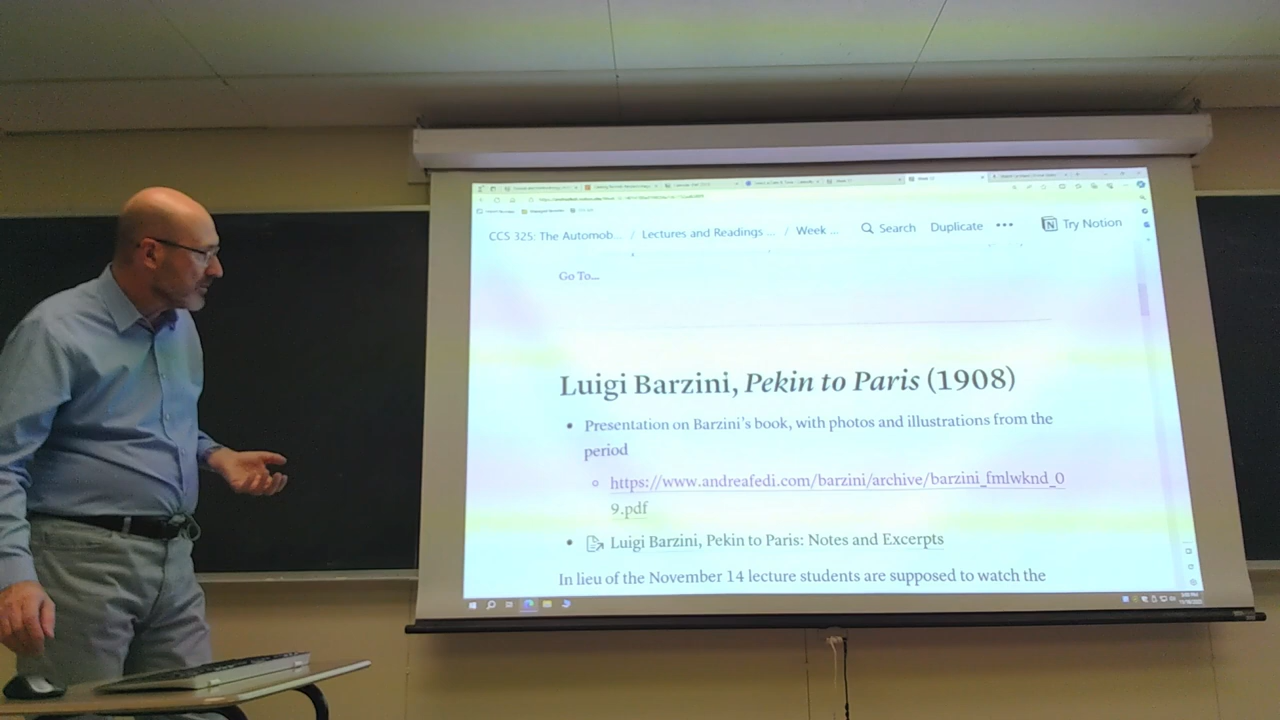 CCS 325: The Automob... / Lectures and Readings ... / Week ... Search Duplicate ••• Try Notion
Go To...
Luigi Barzini, Pekin to Paris (1908)
• Presentation on Barzini's book, with photos and illustrations from the
period
◦ https://www.andreafedi.com/barzini/archive/barzini_fmlwknd_0
9.pdf
• Luigi Barzini, Pekin to Paris: Notes and Excerpts
In lieu of the November 14 lecture students are supposed to watch the